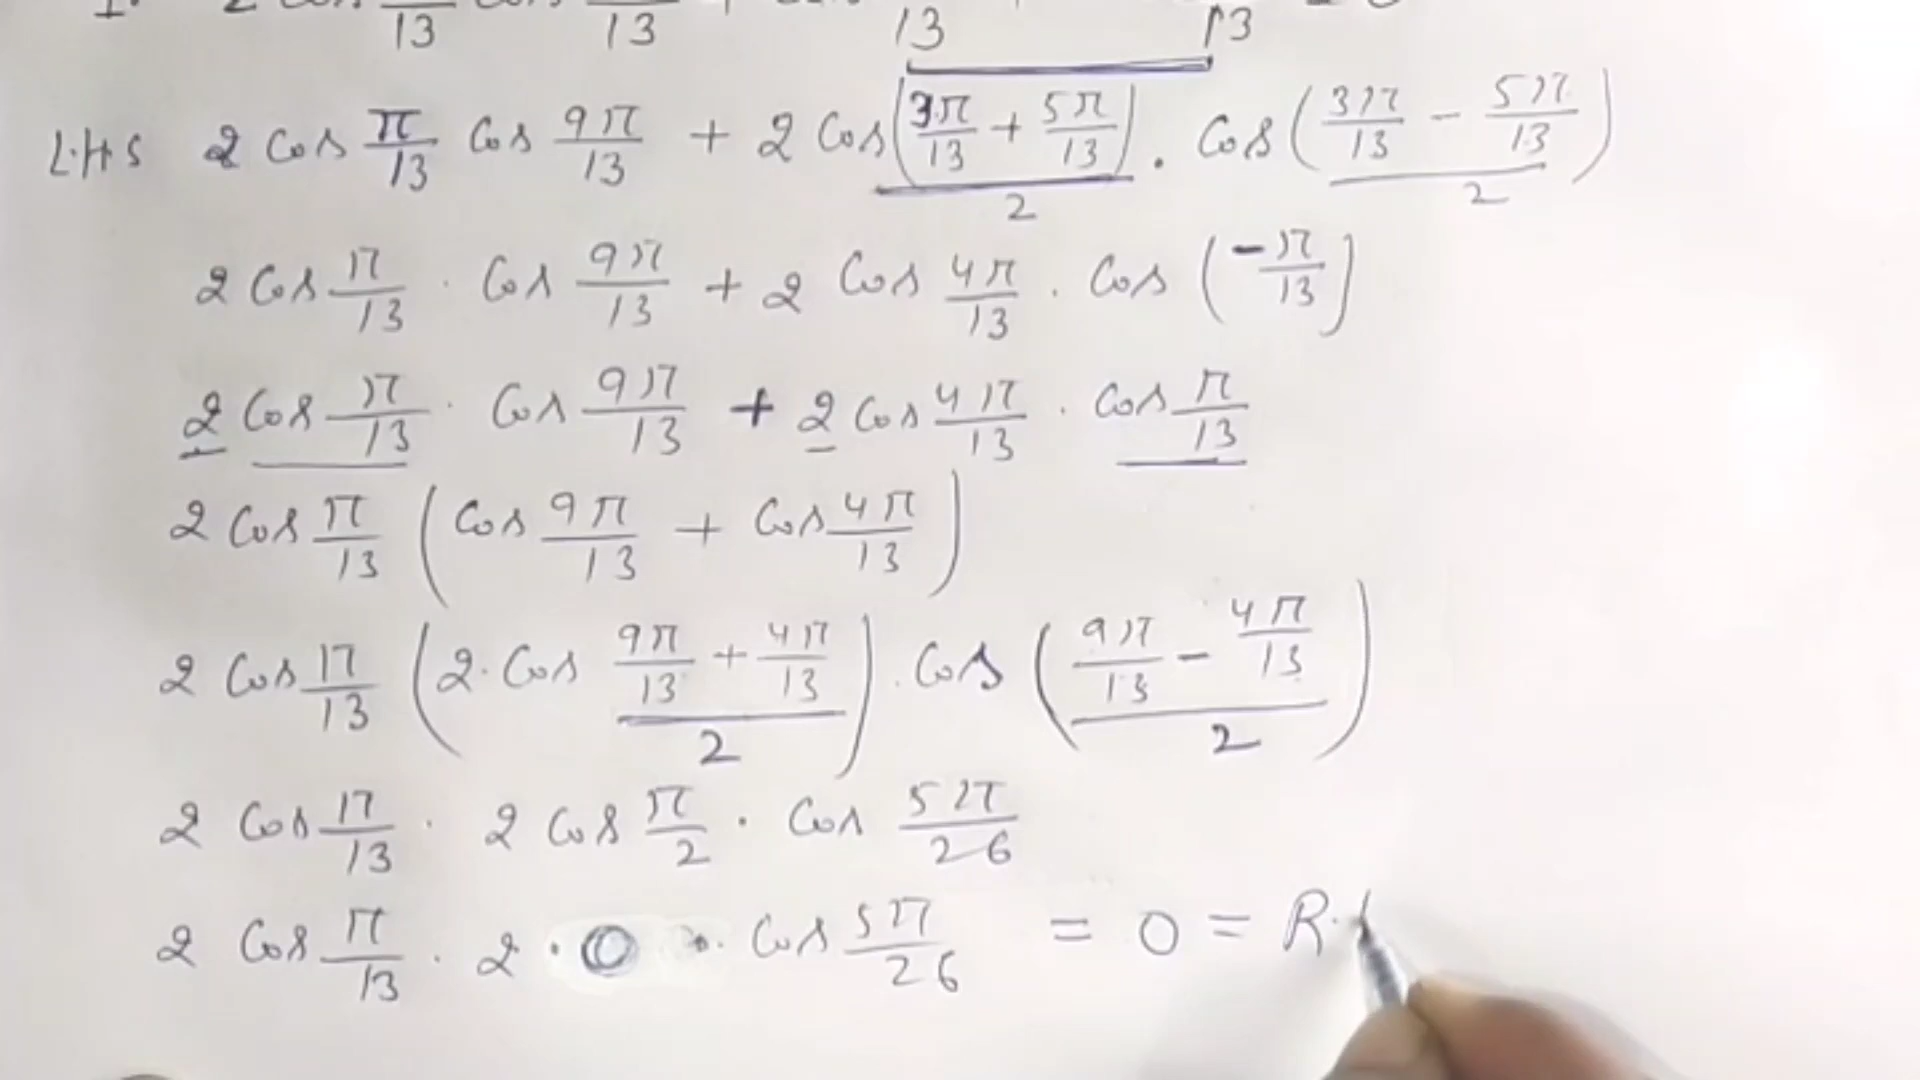 13 13 13 13
L.H.S 2 Cos π/13 Cos 9π/13 + 2 Cos (3π/13 + 5π/13)/2 . Cos (3π/13 - 5π/13)/2
2 Cos π/13 . Cos 9π/13 + 2 Cos 4π/13 . Cos (-π/13)
2 Cos π/13 . Cos 9π/13 + 2 Cos 4π/13 . Cos π/13
2 Cos π/13 (Cos 9π/13 + Cos 4π/13)
2 Cos π/13 (2. Cos (9π/13 + 4π/13)/2) . Cos ((9π/13 - 4π/13)/2)
2 Cos π/13 . 2 Cos π/2 . Cos 5π/26
2 Cos π/13 . 2 . 0 . Cos 5π/26 = 0 = R.